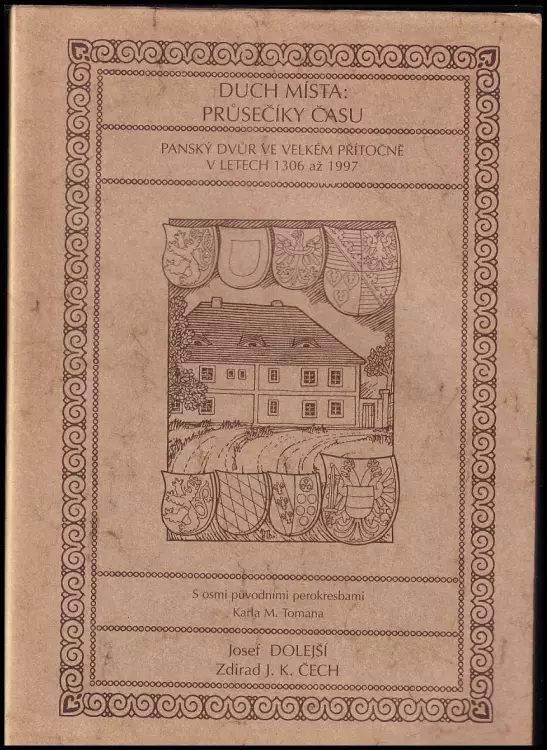 DUCH MÍSTA:
PRŮSEČÍKY ČASU
PANSKÝ DVŮR VE VELKÉM PŘÍTOČNĚ
V LETECH 1306 až 1997
S osmi původními perokresbami
Karla M. Tomana
Josef DOLEJŠÍ
Zdirad J. K. ČECH